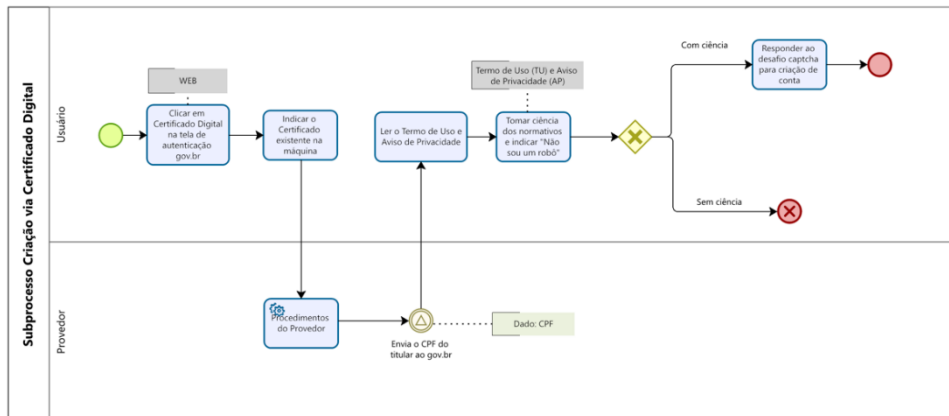 Subprocesso Criação via Certificado Digital
Usuário
WEB
Clicar em
Certificado Digital
na tela de
autenticação
gov.br
Indicar o
Certificado
existente na
máquina
Ler o Termo de Uso e
Aviso de Privacidade
Termo de Uso (TU) e Aviso
de Privacidade (AP)
Tomar ciência
dos normativos
e indicar "Não
sou um robô"
Com ciência
Responder ao
desafio captcha
para criação de
conta
Sem ciência
Provedor
Procedimentos
do Provedor
Envia o CPF do
titular ao gov.br
Dado: CPF